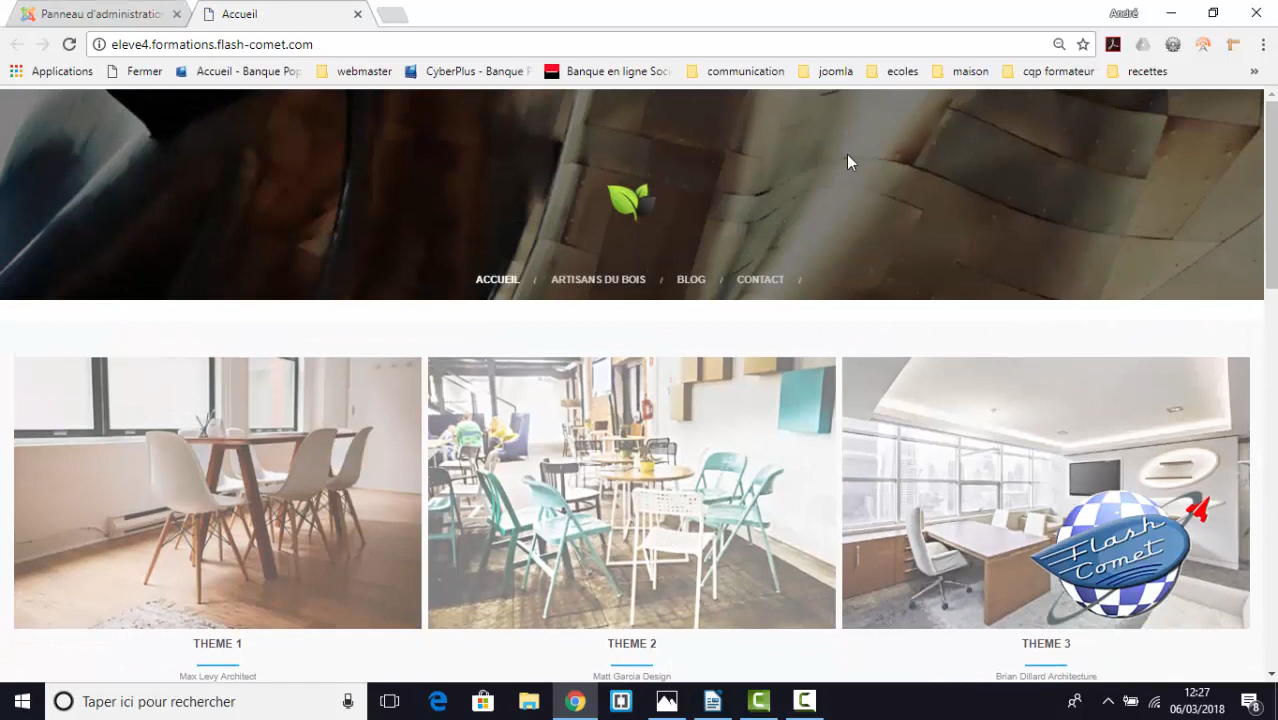 Panneau d'administration
Accueil
André
eleve4.formations.flash-comet.com
Applications
Fermer
Accueil - Banque Pop
webmaster
CyberPlus - Banque P
Banque en ligne Soci
communication
joomla
ecoles
maison
cqp formateur
recettes
»
ACCUEIL / ARTISANS DU BOIS / BLOG / CONTACT /
Flash
Comet
THEME 1
THEME 2
THEME 3
Max Levy Architect
Matt Garcia Design
Brian Dillard Architecture
Taper ici pour rechercher
12:27
06/03/2018
8